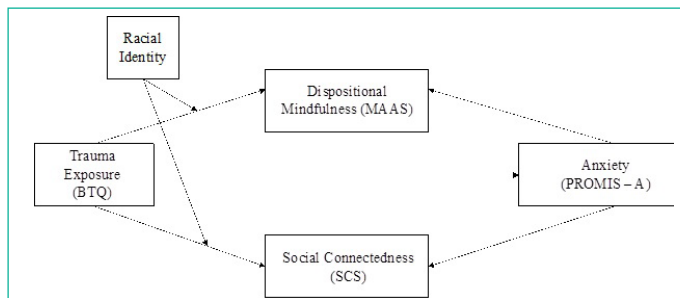 Racial
Identity
Dispositional
Mindfulness (MAAS)
Trauma
Exposure
(BTQ)
Anxiety
(PROMIS – A)
Social Connectedness
(SCS)